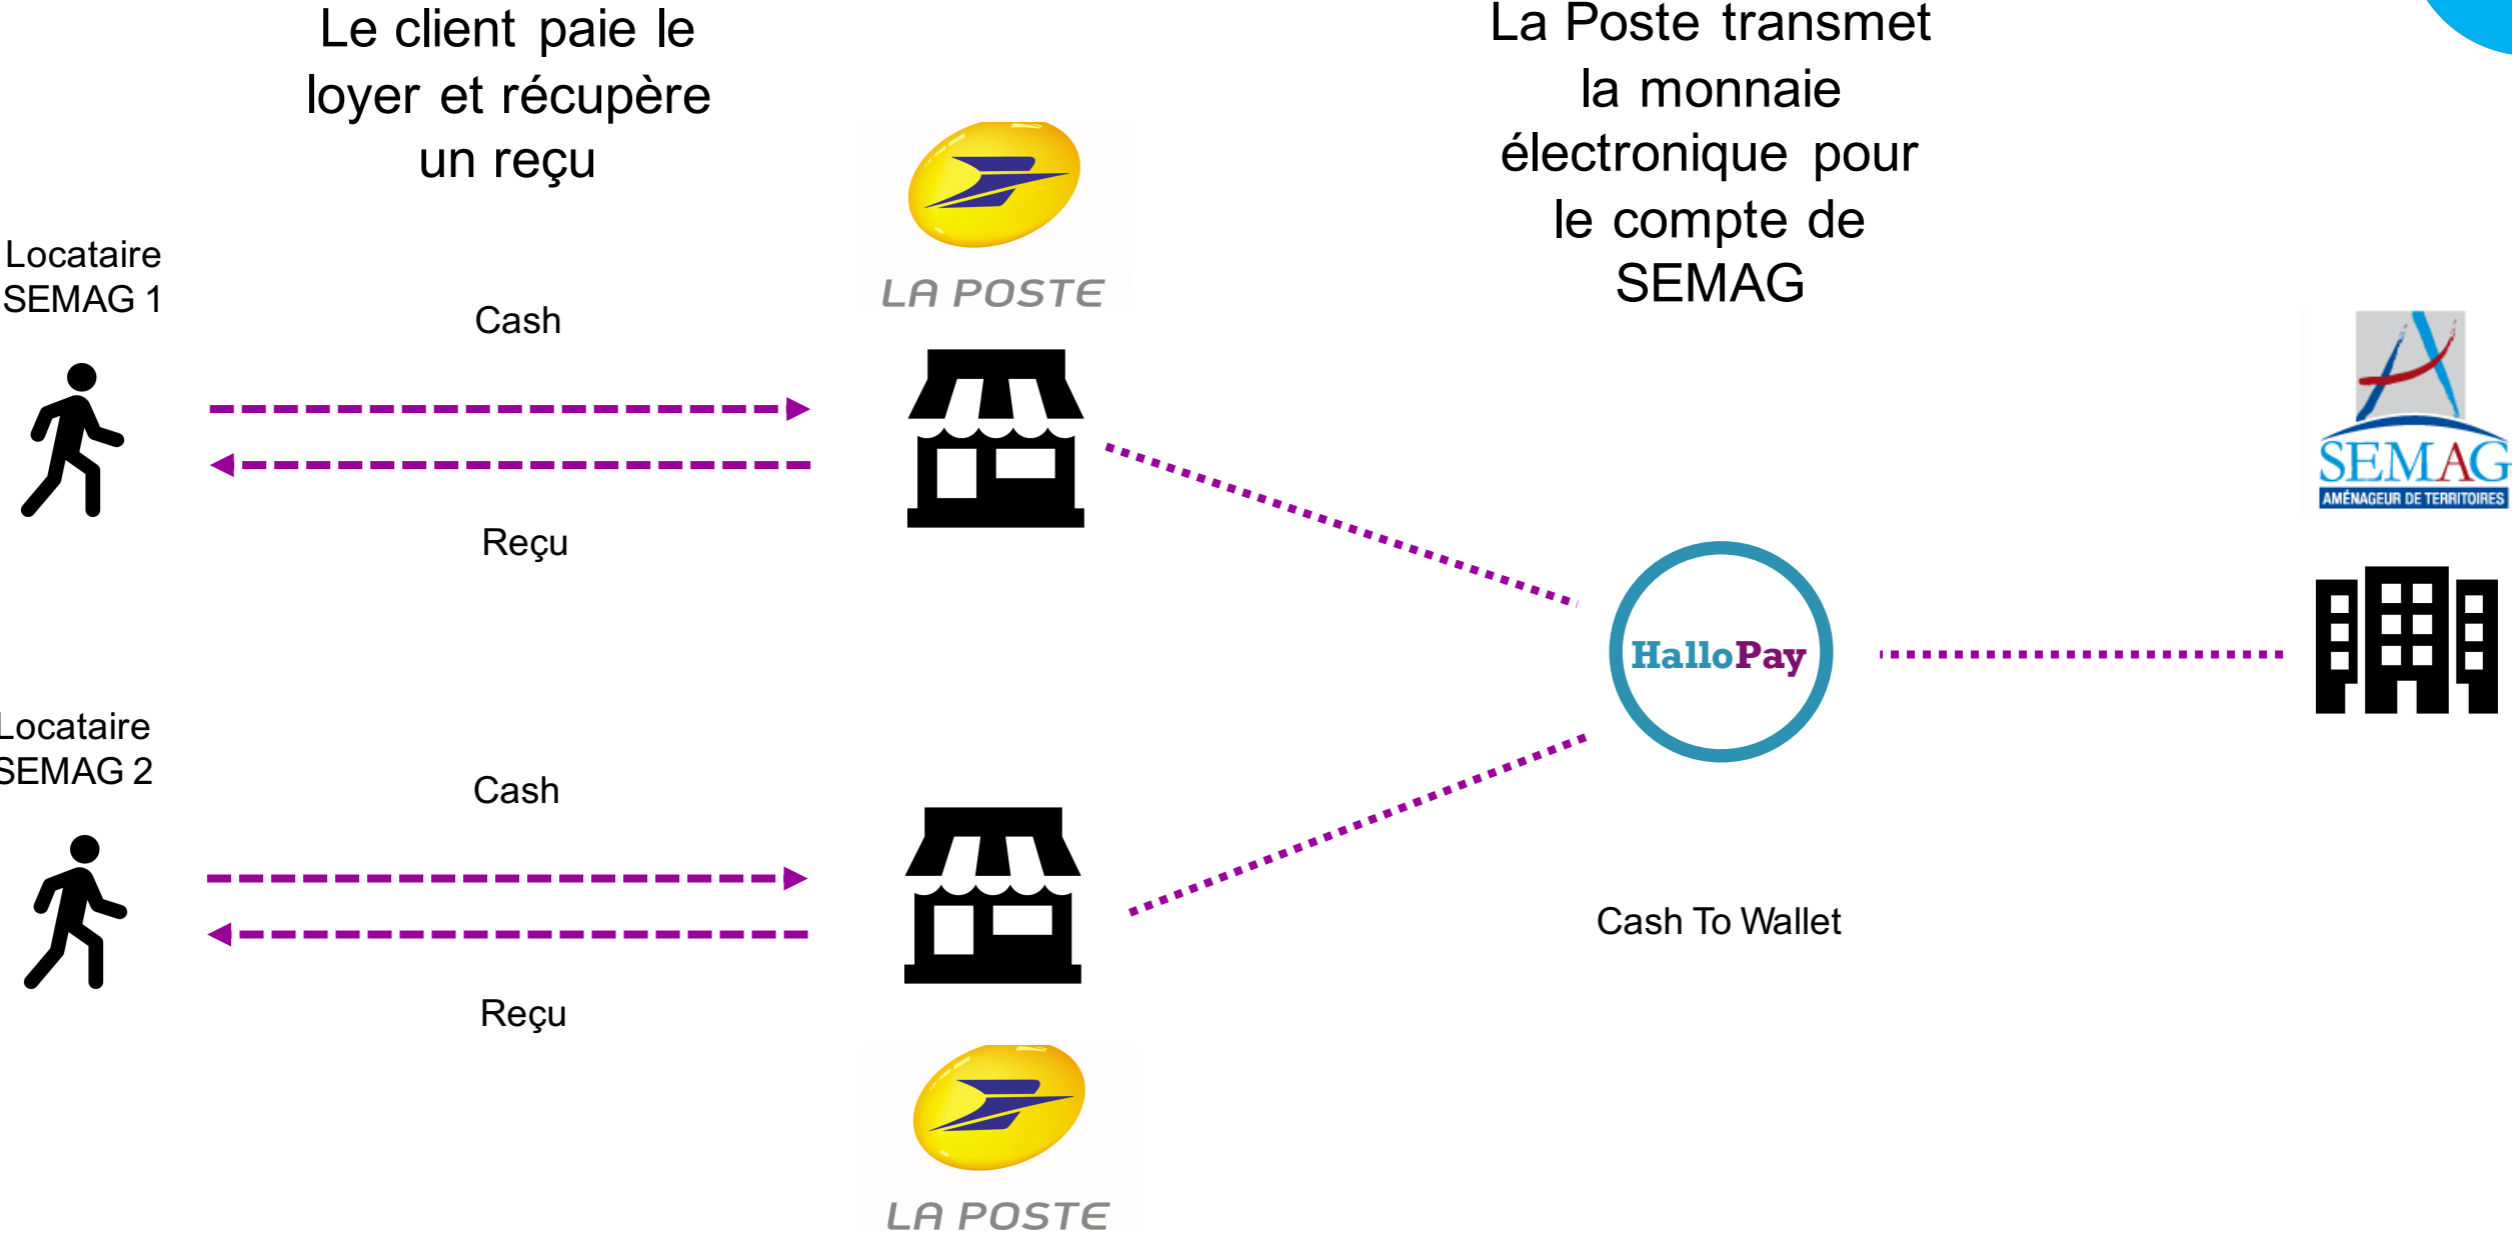 Le client paie le
loyer et récupère
un reçu
La Poste transmet
la monnaie
électronique pour
le compte de
SEMAG
Locataire
SEMAG 1
Cash
Reçu
LA POSTE
SEMAG
AMÉNAGEUR DE TERRITOIRES
HalloPay
Locataire
SEMAG 2
Cash
Reçu
Cash To Wallet
LA POSTE